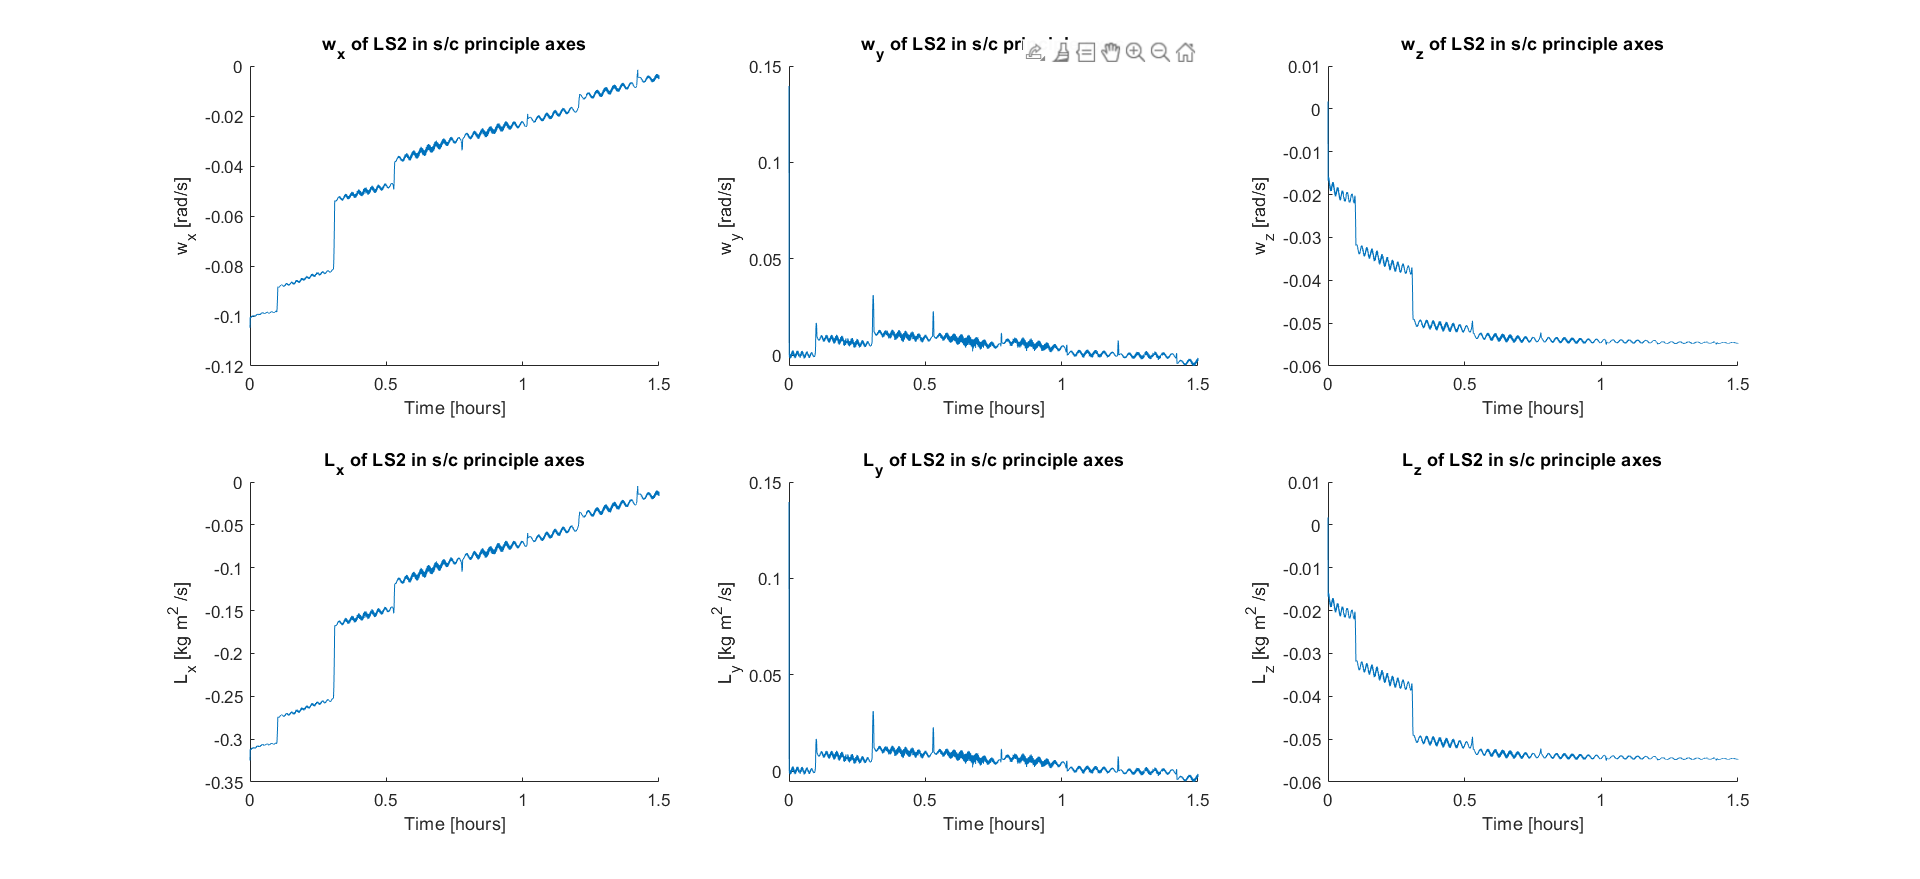 w_x of LS2 in s/c principle axes
0
-0.02
-0.04
-0.06
-0.08
-0.1
-0.12
w_x [rad/s]
0 0.5 1 1.5
Time [hours]
w_y of LS2 in s/c
0.15
0.1
0.05
0
w_y [rad/s]
0 0.5 1 1.5
Time [hours]
w_z of LS2 in s/c principle axes
0.01
0
-0.01
-0.02
-0.03
-0.04
-0.05
-0.06
w_z [rad/s]
0 0.5 1 1.5
Time [hours]
L_x of LS2 in s/c principle axes
0
-0.05
-0.1
-0.15
-0.2
-0.25
-0.3
-0.35
L_x [kg m² /s]
0 0.5 1 1.5
Time [hours]
L_y of LS2 in s/c principle axes
0.15
0.1
0.05
0
L_y [kg m² /s]
0 0.5 1 1.5
Time [hours]
L_z of LS2 in s/c principle axes
0.01
0
-0.01
-0.02
-0.03
-0.04
-0.05
-0.06
L_z [kg m² /s]
0 0.5 1 1.5
Time [hours]